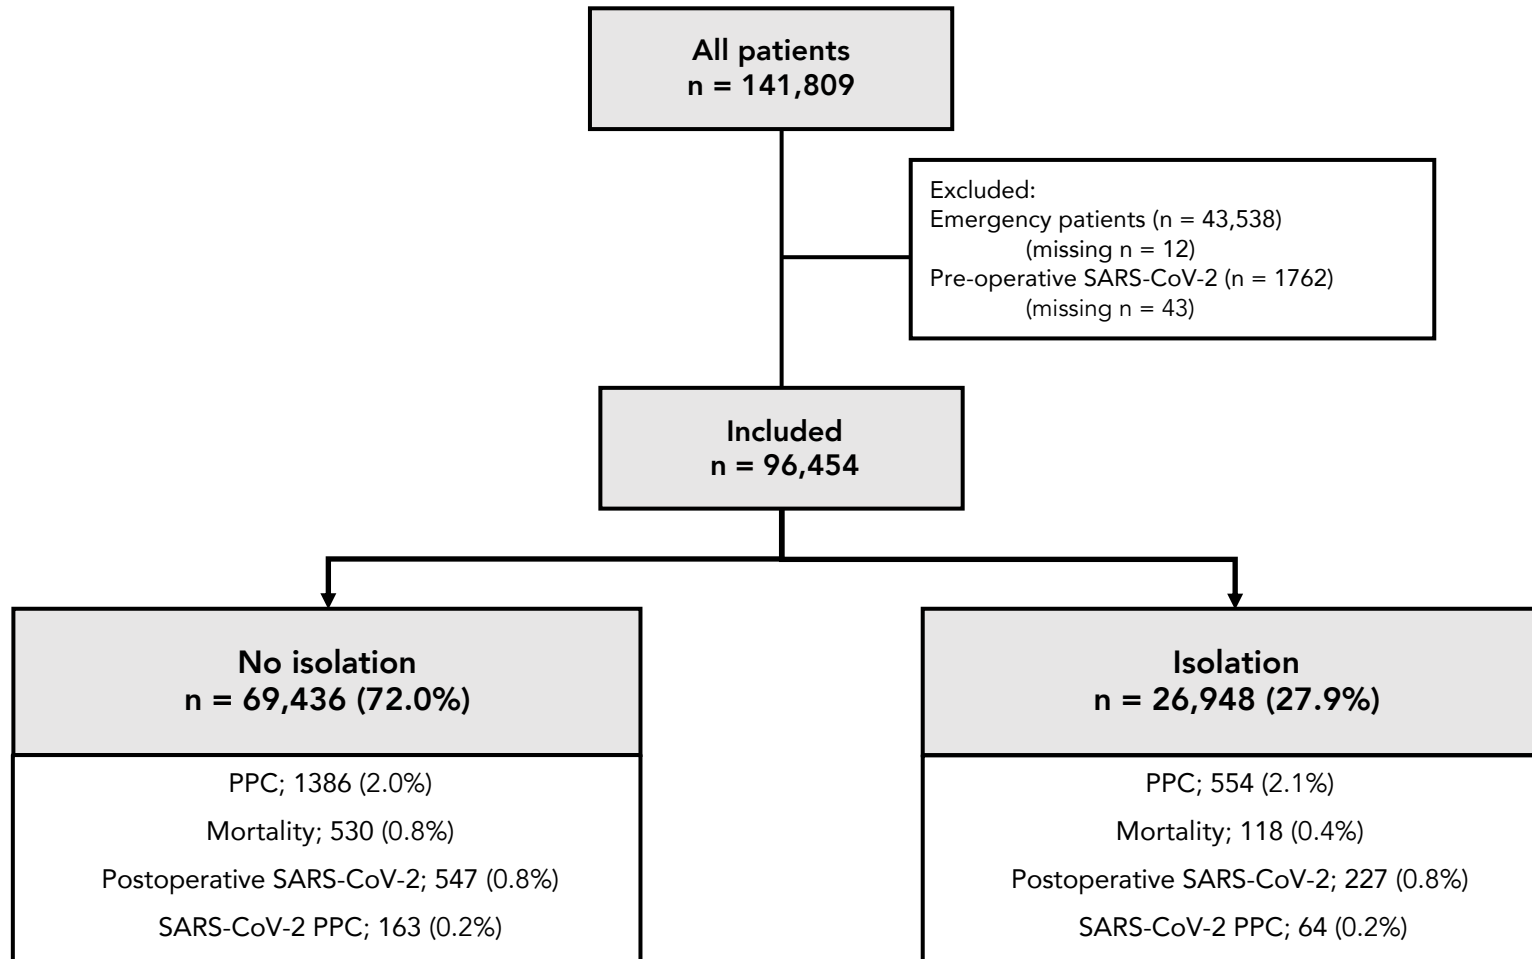 All patients
n = 141,809
Excluded:
Emergency patients (n = 43,538)
(missing n = 12)
Pre-operative SARS-CoV-2 (n = 1762)
(missing n = 43)
Included
n = 96,454
No isolation
n = 69,436 (72.0%)
PPC; 1386 (2.0%)
Mortality; 530 (0.8%)
Postoperative SARS-CoV-2; 547 (0.8%)
SARS-CoV-2 PPC; 163 (0.2%)
Isolation
n = 26,948 (27.9%)
PPC; 554 (2.1%)
Mortality; 118 (0.4%)
Postoperative SARS-CoV-2; 227 (0.8%)
SARS-CoV-2 PPC; 64 (0.2%)